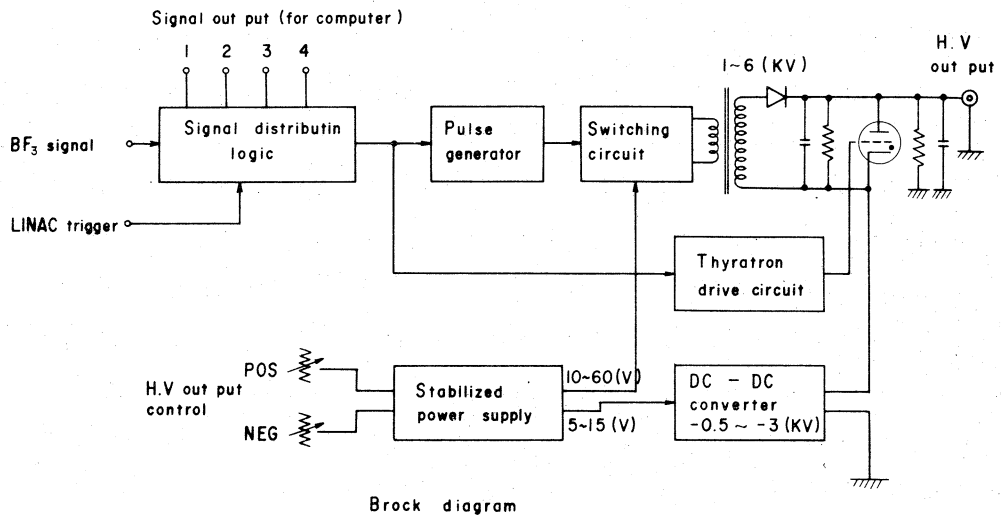 Signal out put (for computer)
1 2 3 4
H. V
out put
1~6 (KV)
BF₃ signal
Signal distributin
logic
Pulse
generator
Switching
circuit
LINAC trigger
Thyratron
drive circuit
POS
H.V out put
control
NEG
Stabilized
power supply
10~60(V)
5~15(V)
DC - DC
converter
-0.5 ~ -3 (KV)
Brock diagram